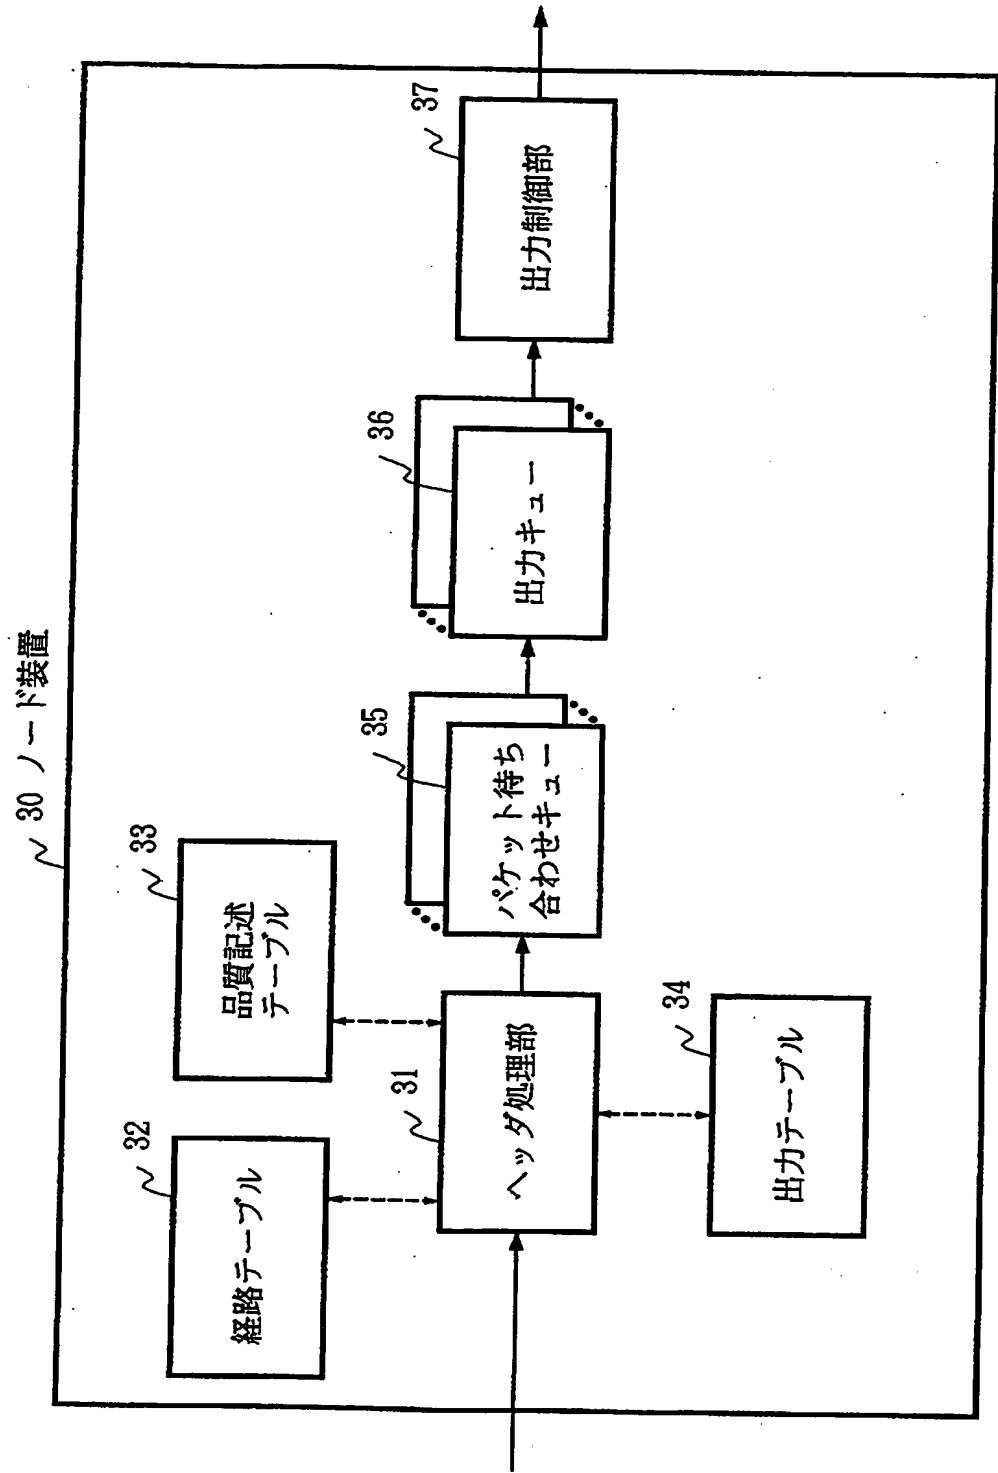 30 ノード装置
32
経路テーブル
33
品質記述
テーブル
31
ヘッダ処理部
34
出力テーブル
35
パケット待ち
合わせキュー
36
出力キュー
37
出力制御部